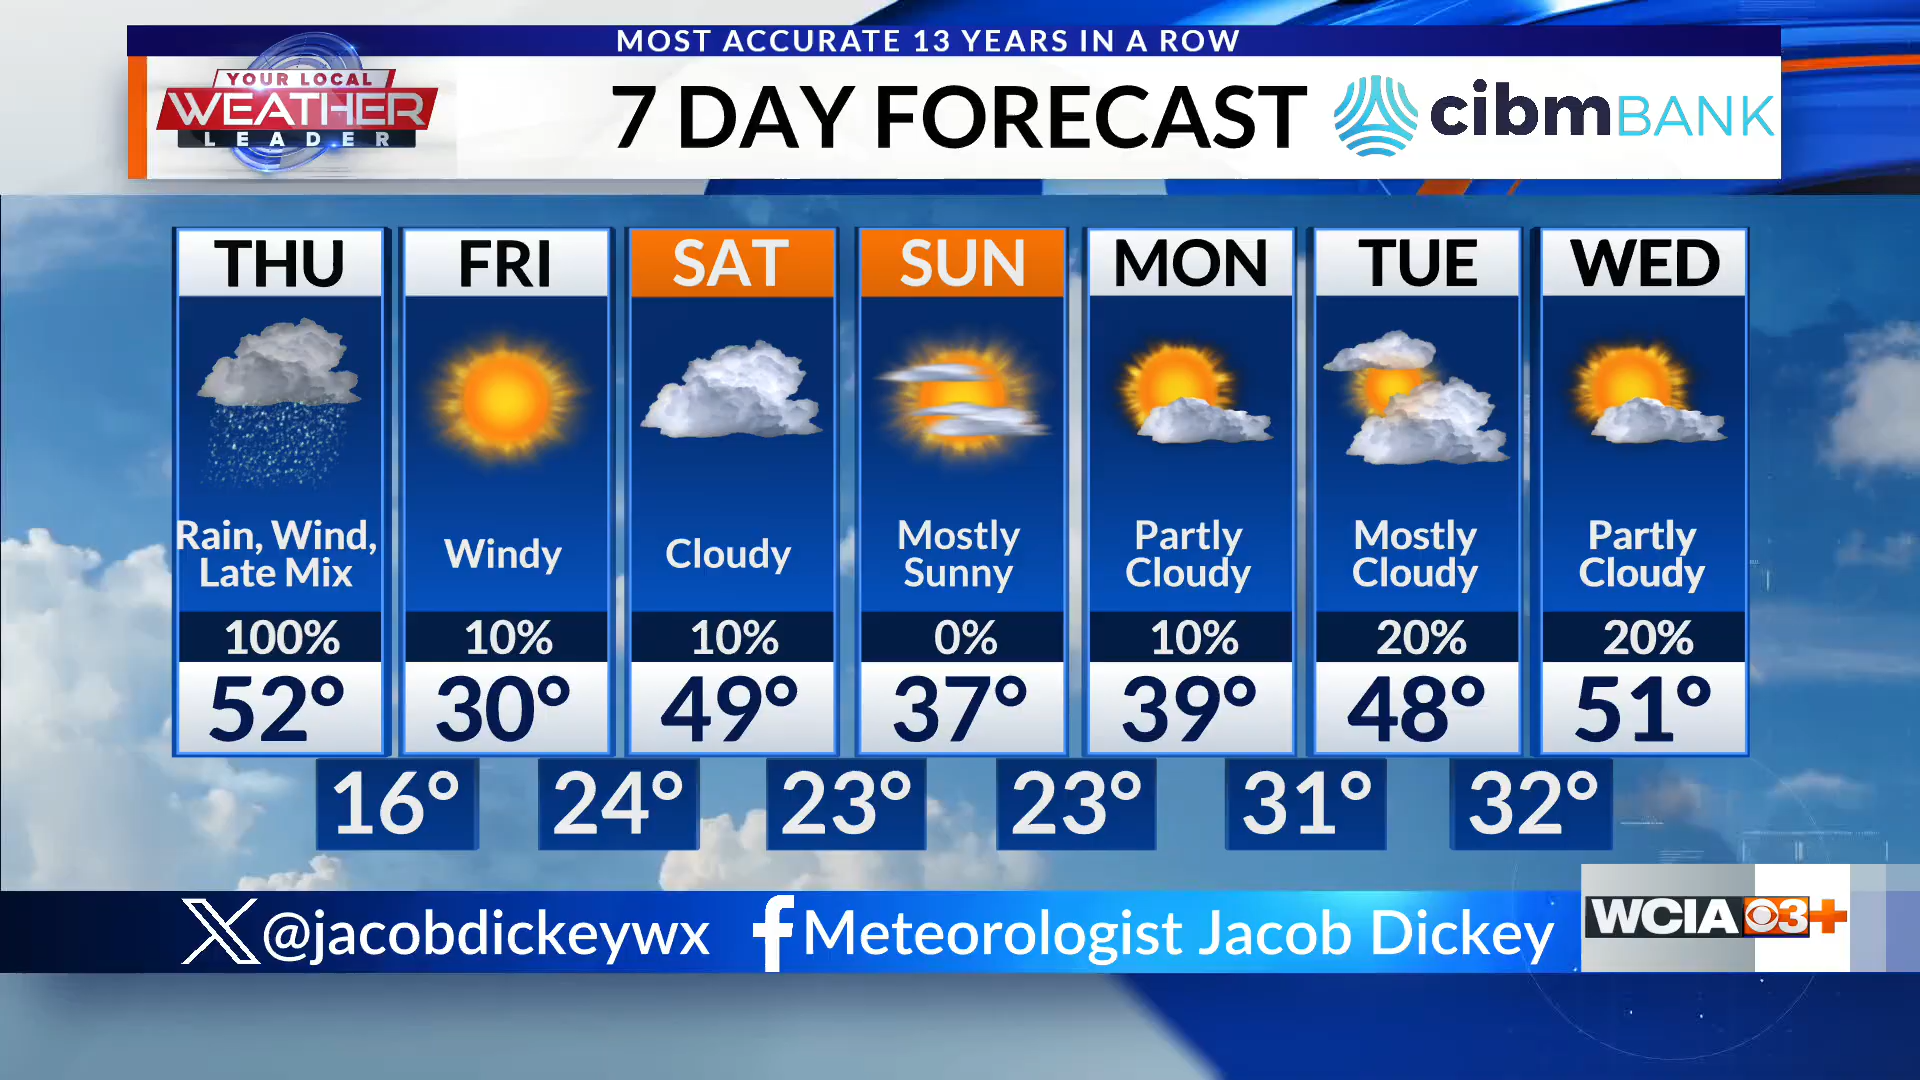 MOST ACCURATE 13 YEARS IN A ROW
YOUR LOCAL
WEATHER
LEADER
7 DAY FORECAST
cibm BANK
THU FRI SAT SUN MON TUE WED
Rain, Wind,
Late Mix
Windy
Cloudy
Mostly
Sunny
Partly
Cloudy
Mostly
Cloudy
Partly
Cloudy
100% 10% 10% 0% 10% 20% 20%
52° 30° 49° 37° 39° 48° 51°
16° 24° 23° 23° 31° 32°
X @jacobdickeywx f Meteorologist Jacob Dickey
WCIA 3+